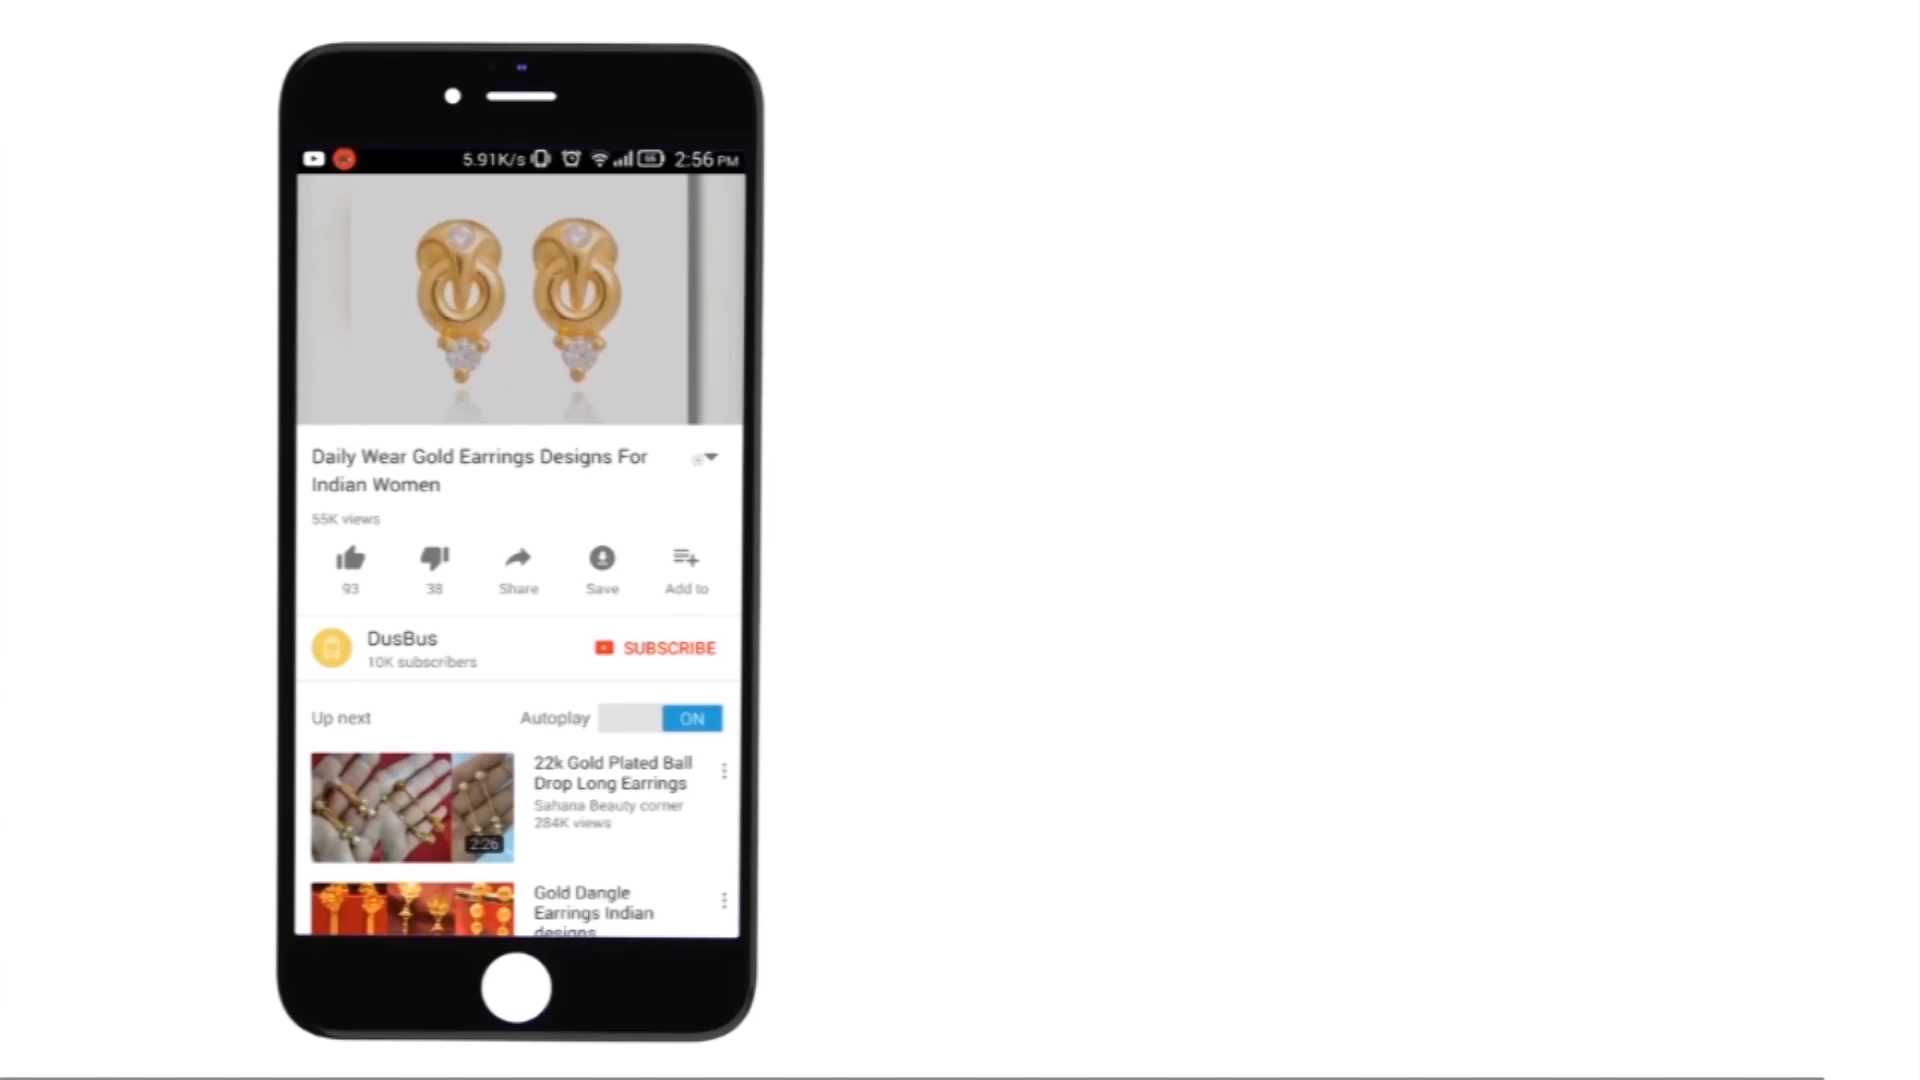 5.91K/s 2:56 PM
Daily Wear Gold Earrings Designs For
Indian Women
55K views
93 38 Share Save Add to
DusBus
10K subscribers
SUBSCRIBE
Up next Autoplay ON
22k Gold Plated Ball
Drop Long Earrings
Sahana Beauty corner
284K views
2:26
Gold Dangle
Earrings Indian
designs